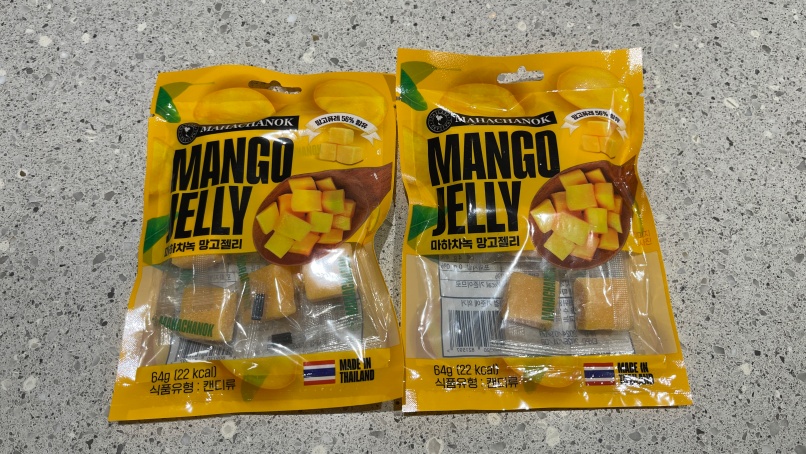 MAHACHANOK
망고퓨레 56% 함유
MANGO
JELLY
마하차녹 망고젤리
MAHACHANOK
64g (22 kcal)
식품유형 : 캔디류
MADE IN
THAILAND
MAHACHANOK
망고퓨레 56% 함유
MANGO
JELLY
마하차녹 망고젤리
64g (22 kcal)
식품유형 : 캔디류
MADE IN
THAILAND